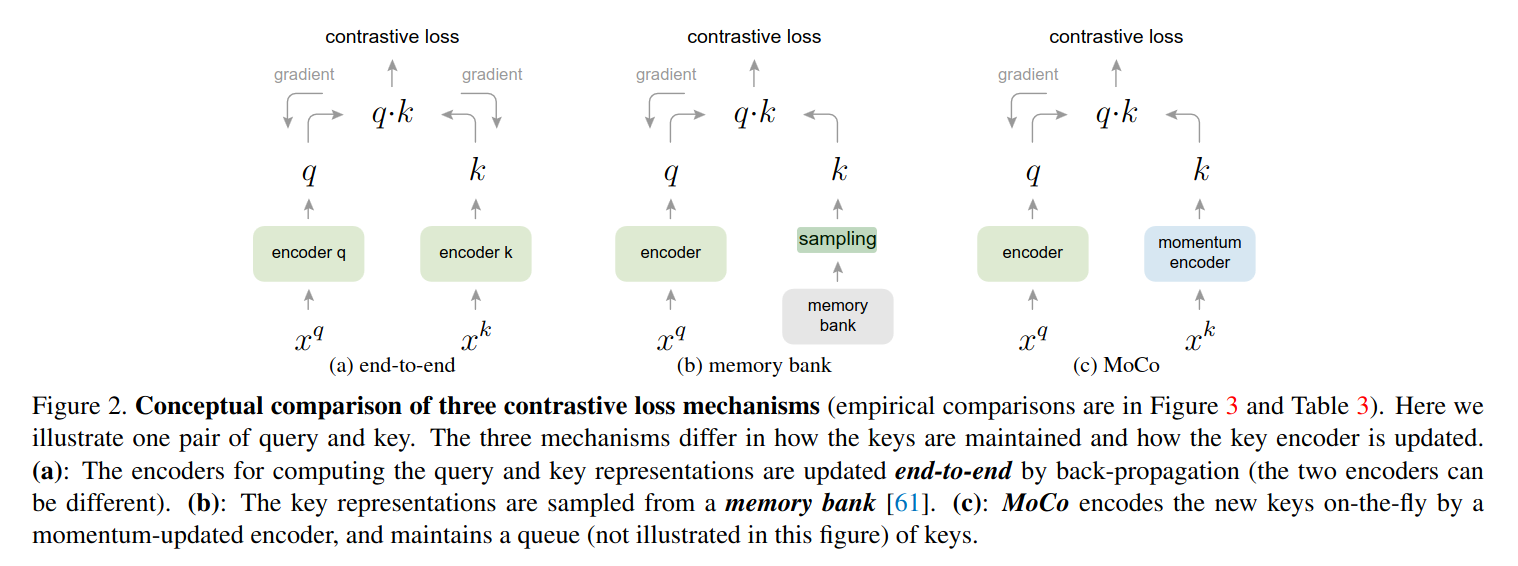 contrastive loss
gradient
gradient
q·k
q
k
encoder q
encoder k
x^q
x^k
(a) end-to-end
contrastive loss
gradient
q·k
q
k
encoder
sampling
memory
bank
x^q
(b) memory bank
contrastive loss
gradient
q·k
q
k
encoder
momentum
encoder
x^q
x^k
(c) MoCo
Figure 2. Conceptual comparison of three contrastive loss mechanisms (empirical comparisons are in Figure 3 and Table 3). Here we
illustrate one pair of query and key. The three mechanisms differ in how the keys are maintained and how the key encoder is updated.
(a): The encoders for computing the query and key representations are updated end-to-end by back-propagation (the two encoders can
be different). (b): The key representations are sampled from a memory bank [61]. (c): MoCo encodes the new keys on-the-fly by a
momentum-updated encoder, and maintains a queue (not illustrated in this figure) of keys.